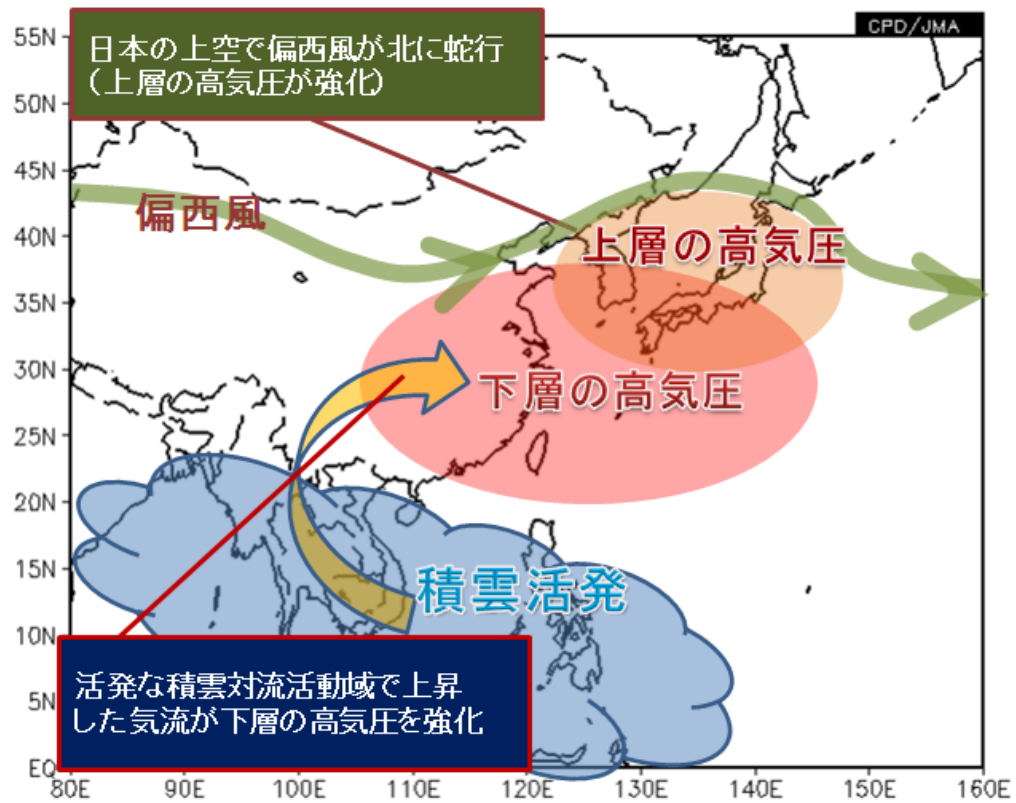 CPD/JMA
日本の上空で偏西風が北に蛇行
（上層の高気圧が強化）
55N
50N
45N
40N
35N
30N
25N
20N
15N
10N
5N
EQ
偏西風
上層の高気圧
下層の高気圧
積雲活発
活発な積雲対流活動域で上昇
した気流が下層の高気圧を強化
80E 90E 100E 110E 120E 130E 140E 150E 160E